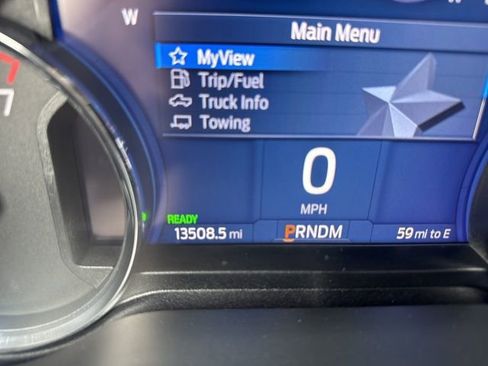 W
Main Menu
MyView
Trip/Fuel
Truck Info
Towing
0
MPH
READY
13508.5 mi
PRNDM
59 mi to E